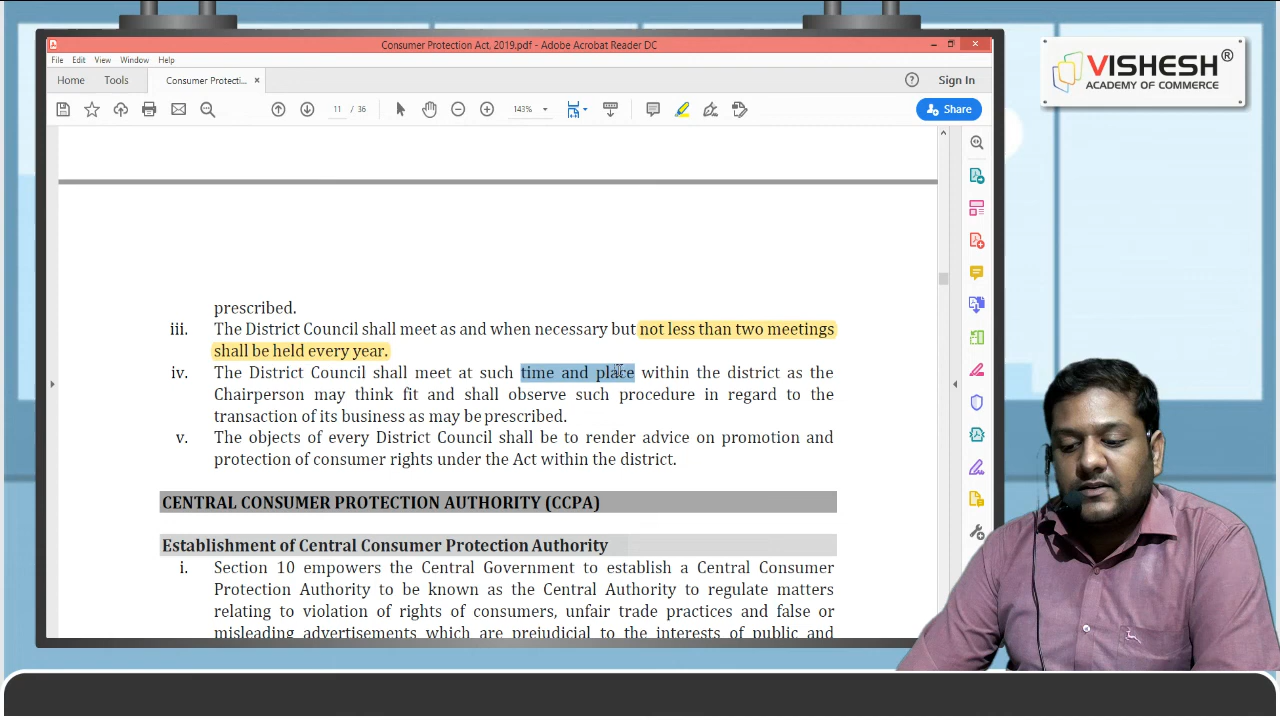 Consumer Protection Act, 2019.pdf - Adobe Acrobat Reader DC
File Edit View Window Help
Home Tools Consumer Protecti... × Sign In
11 / 36 143% Share
VISHESH®
ACADEMY OF COMMERCE
prescribed.
iii. The District Council shall meet as and when necessary but not less than two meetings
shall be held every year.
iv. The District Council shall meet at such time and place within the district as the
Chairperson may think fit and shall observe such procedure in regard to the
transaction of its business as may be prescribed.
v. The objects of every District Council shall be to render advice on promotion and
protection of consumer rights under the Act within the district.
CENTRAL CONSUMER PROTECTION AUTHORITY (CCPA)
Establishment of Central Consumer Protection Authority
i. Section 10 empowers the Central Government to establish a Central Consumer
Protection Authority to be known as the Central Authority to regulate matters
relating to violation of rights of consumers, unfair trade practices and false or
misleading advertisements which are prejudicial to the interests of public and